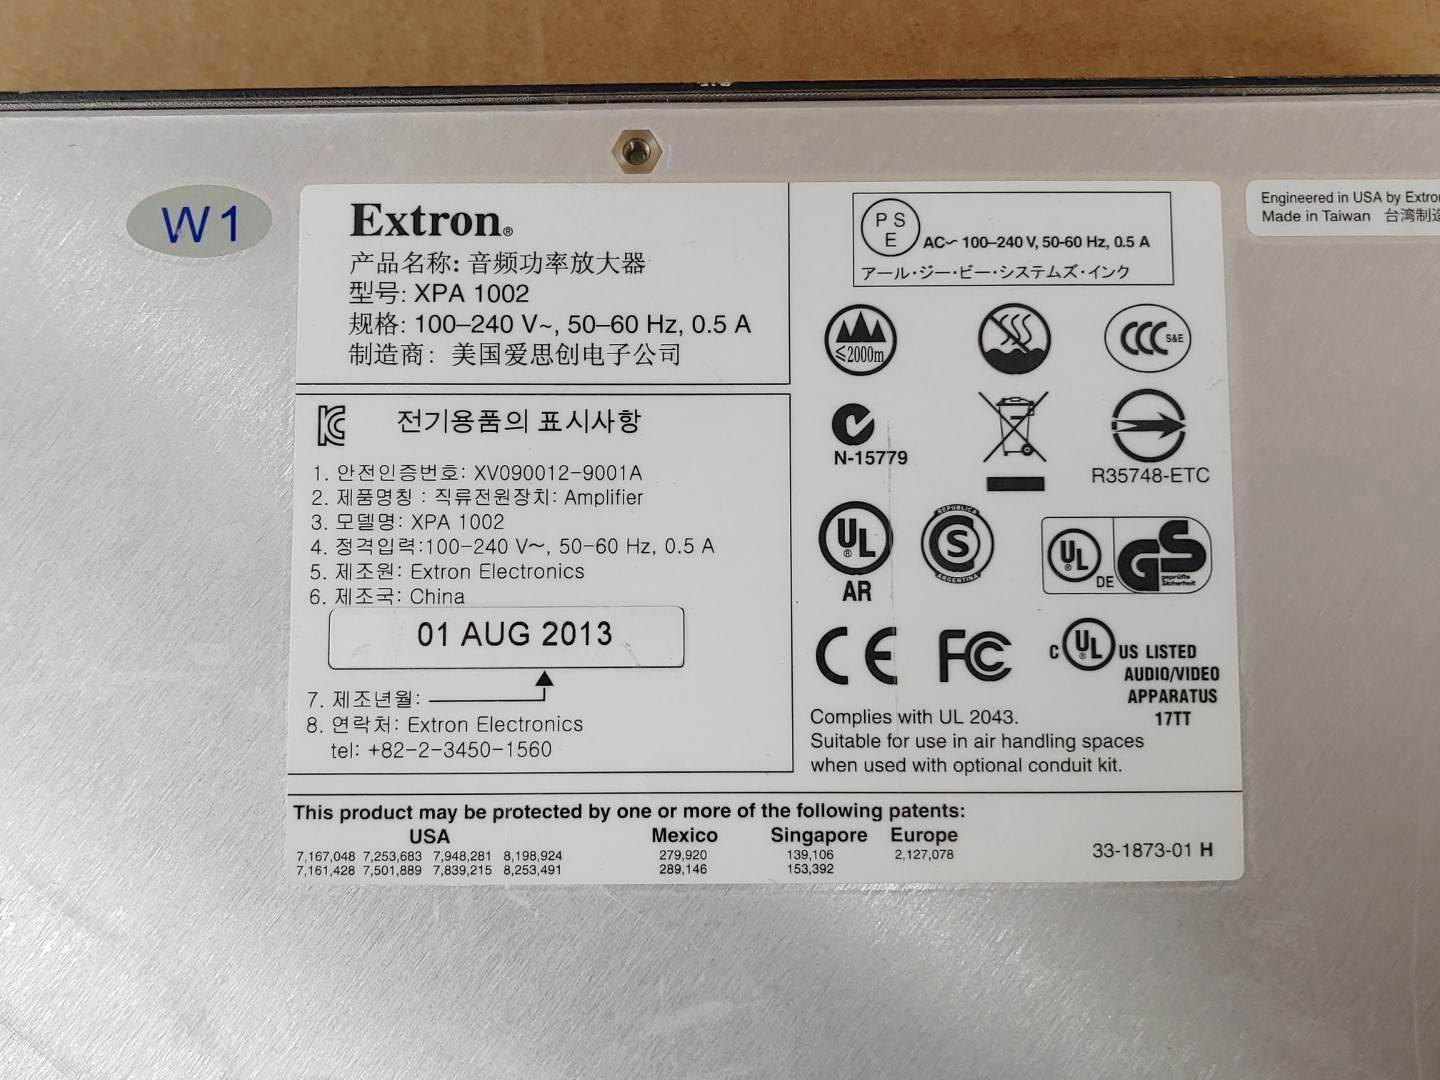 W1
Extron®
产品名称: 音频功率放大器
型号: XPA 1002
规格: 100–240 V~, 50–60 Hz, 0.5 A
制造商: 美国爱思创电子公司
전기용품의 표시사항
1. 안전인증번호: XV090012-9001A
2. 제품명칭 : 직류전원장치: Amplifier
3. 모델명: XPA 1002
4. 정격입력:100-240 V~, 50-60 Hz, 0.5 A
5. 제조원: Extron Electronics
6. 제조국: China
01 AUG 2013
7. 제조년월:
8. 연락처: Extron Electronics
tel: +82-2-3450-1560
PS
E
AC~ 100–240 V, 50-60 Hz, 0.5 A
アール・ジー・ビー・システムズ・インク
≤2000m
CCC S&E
N-15779
R35748-ETC
UL ®
AR
REPUBLICA
S
ARGENTINA
UL ® DE
GS geprüfte Sicherheit
CE FC
C UL ® US LISTED
AUDIO/VIDEO
APPARATUS
17TT
Complies with UL 2043.
Suitable for use in air handling spaces
when used with optional conduit kit.
This product may be protected by one or more of the following patents:
USA Mexico Singapore Europe
7,167,048 7,253,683 7,948,281 8,198,924 279,920 139,106 2,127,078
7,161,428 7,501,889 7,839,215 8,253,491 289,146 153,392
33-1873-01 H
Engineered in USA by Extron
Made in Taiwan 台湾制造